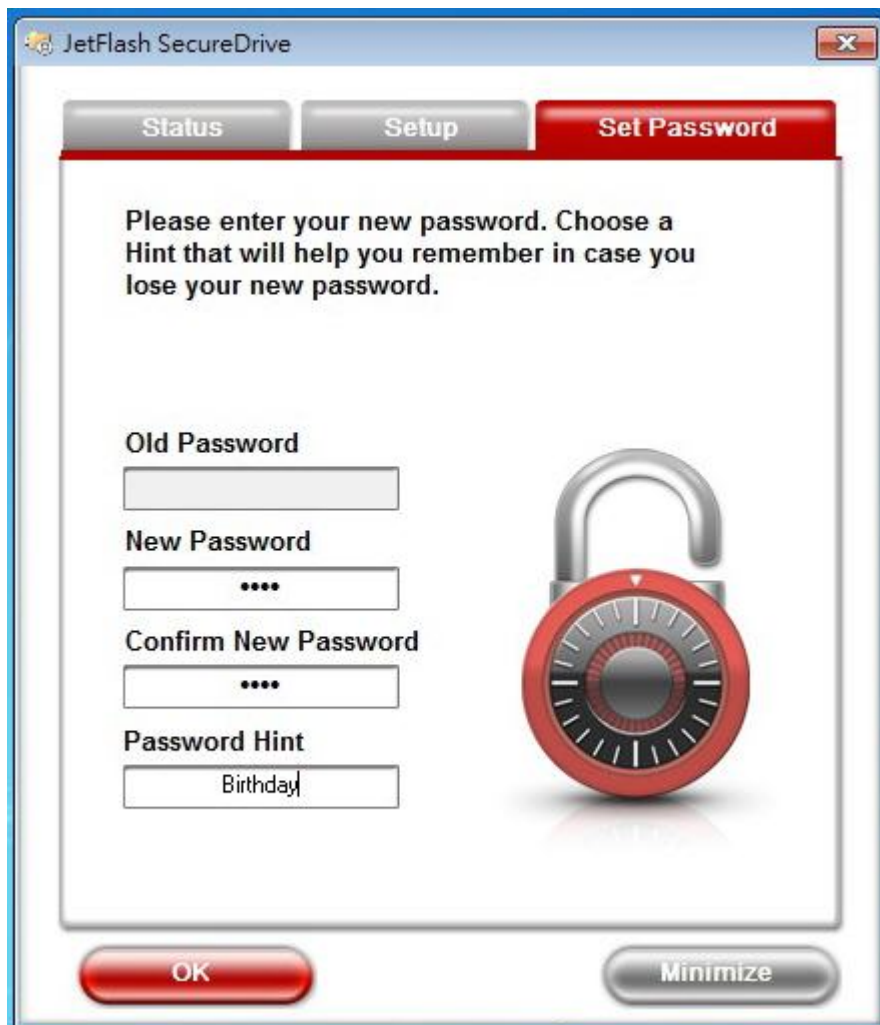 JetFlash SecureDrive
Status Setup Set Password
Please enter your new password. Choose a
Hint that will help you remember in case you
lose your new password.
Old Password
New Password
••••
Confirm New Password
••••
Password Hint
Birthday
OK Minimize